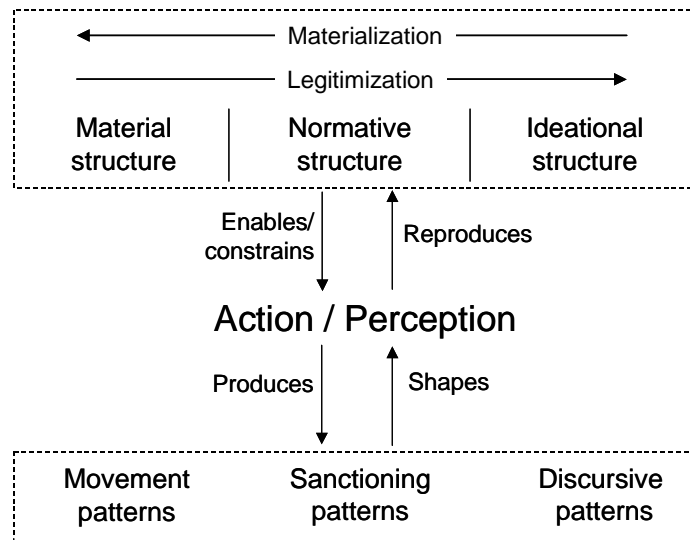 Materialization
Legitimization
Material
structure
Normative
structure
Ideational
structure
Enables/
constrains
Reproduces
Action / Perception
Produces
Shapes
Movement
patterns
Sanctioning
patterns
Discursive
patterns